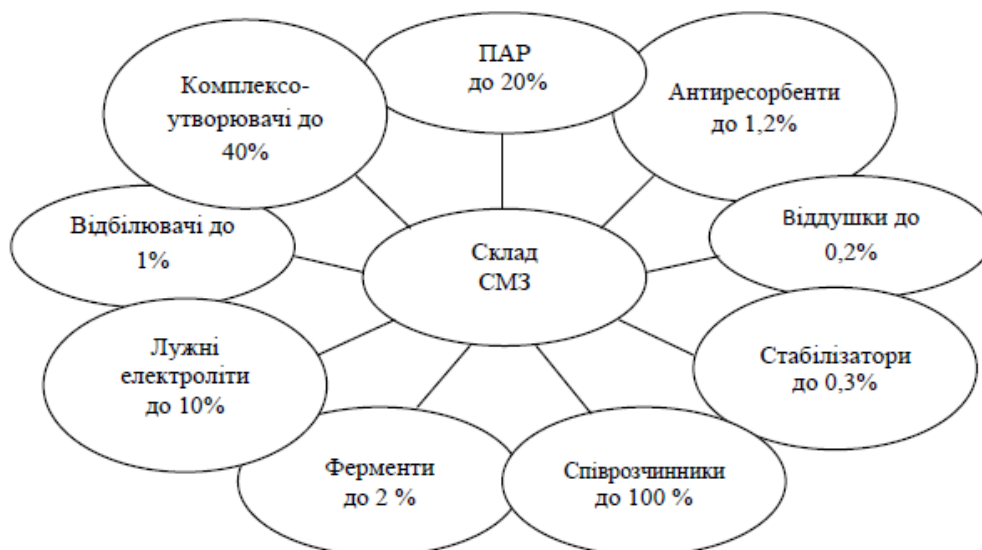 ПАР
до 20%
Комплексо-
утворювачі до
40%
Антиресорбенти
до 1,2%
Відбілювачі до
1%
Склад
СМЗ
Віддушки до
0,2%
Лужні
електроліти
до 10%
Стабілізатори
до 0,3%
Ферменти
до 2 %
Співрозчинники
до 100 %